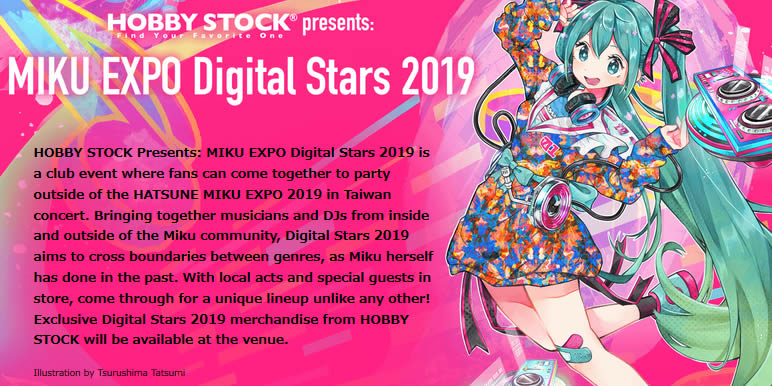 HOBBY STOCK® presents:
Find Your Favorite One
MIKU EXPO Digital Stars 2019
HOBBY STOCK Presents: MIKU EXPO Digital Stars 2019 is
a club event where fans can come together to party
outside of the HATSUNE MIKU EXPO 2019 in Taiwan
concert. Bringing together musicians and DJs from inside
and outside of the Miku community, Digital Stars 2019
aims to cross boundaries between genres, as Miku herself
has done in the past. With local acts and special guests in
store, come through for a unique lineup unlike any other!
Exclusive Digital Stars 2019 merchandise from HOBBY
STOCK will be available at the venue.
Illustration by Tsurushima Tatsumi